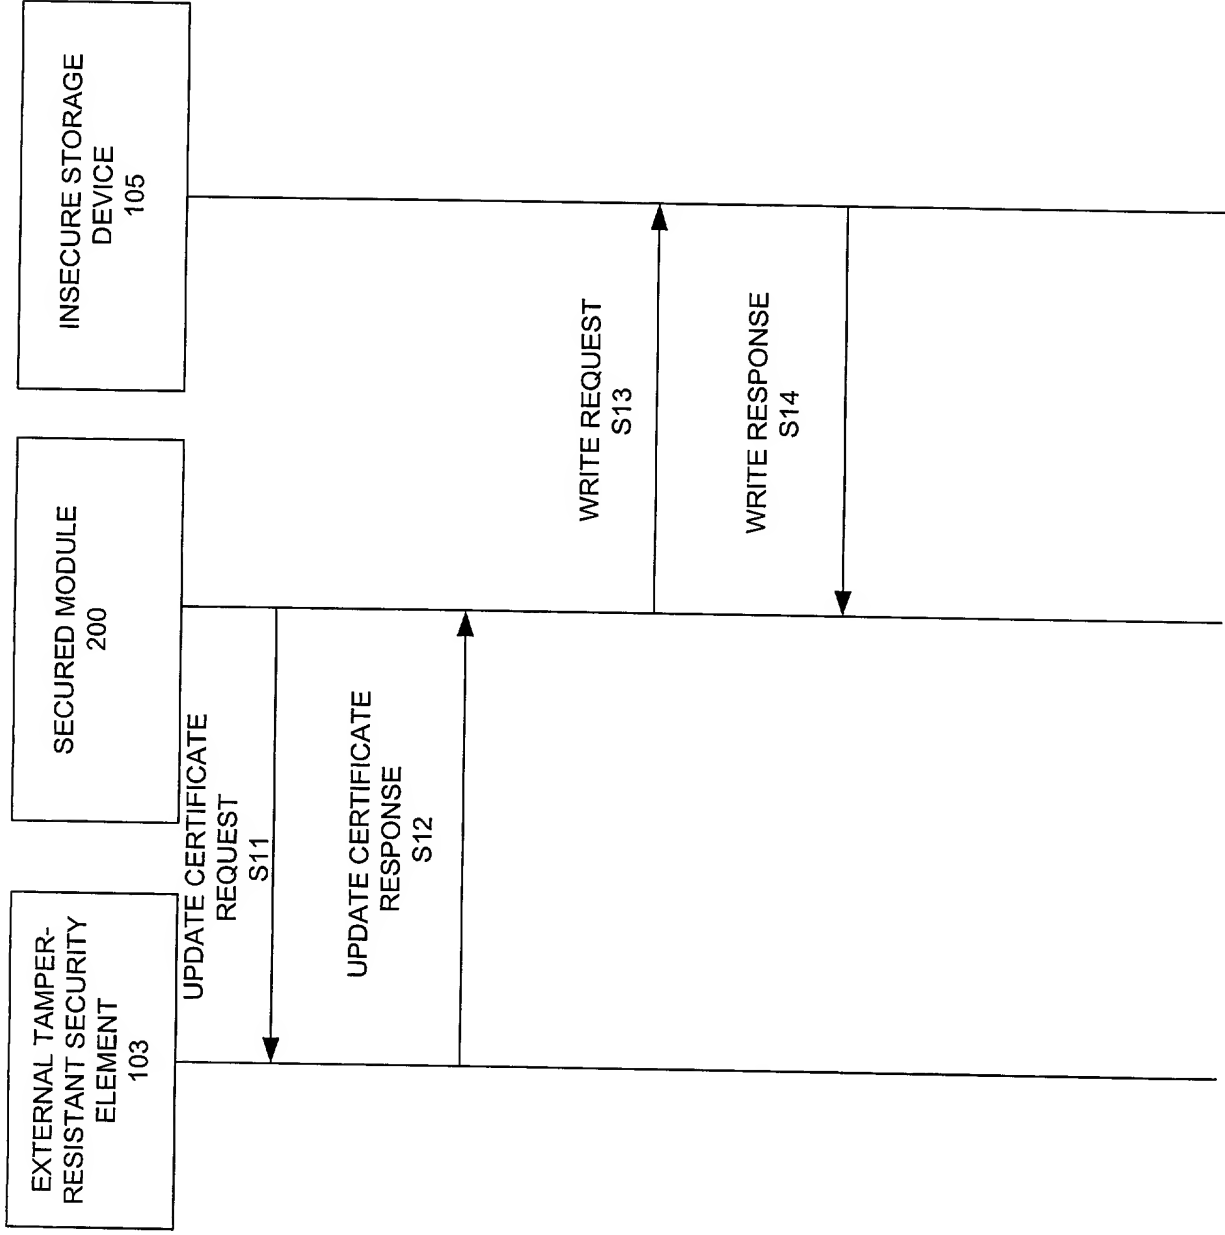 EXTERNAL TAMPER-
RESISTANT SECURITY
ELEMENT
103
SECURED MODULE
200
INSECURE STORAGE
DEVICE
105
UPDATE CERTIFICATE
REQUEST
S11
UPDATE CERTIFICATE
RESPONSE
S12
WRITE REQUEST
S13
WRITE RESPONSE
S14